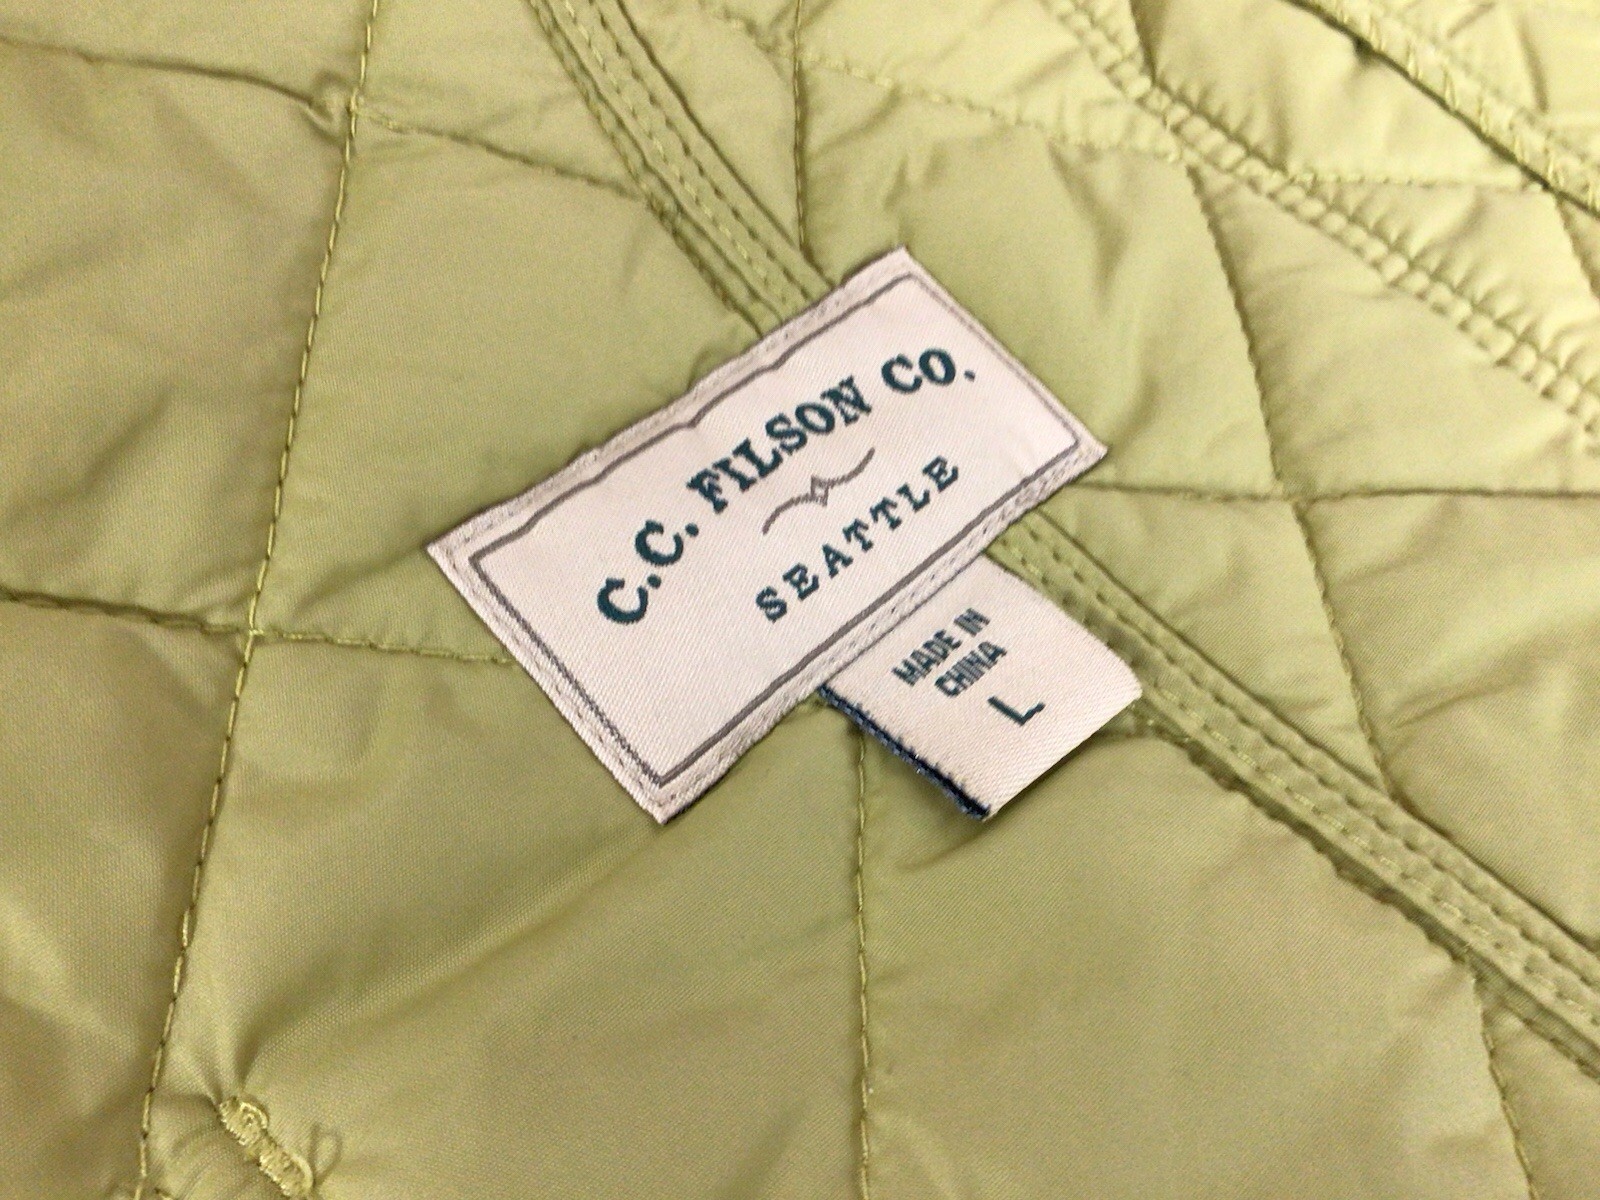 C.C. FILSON CO.
SEATTLE
MADE IN
CHINA
L